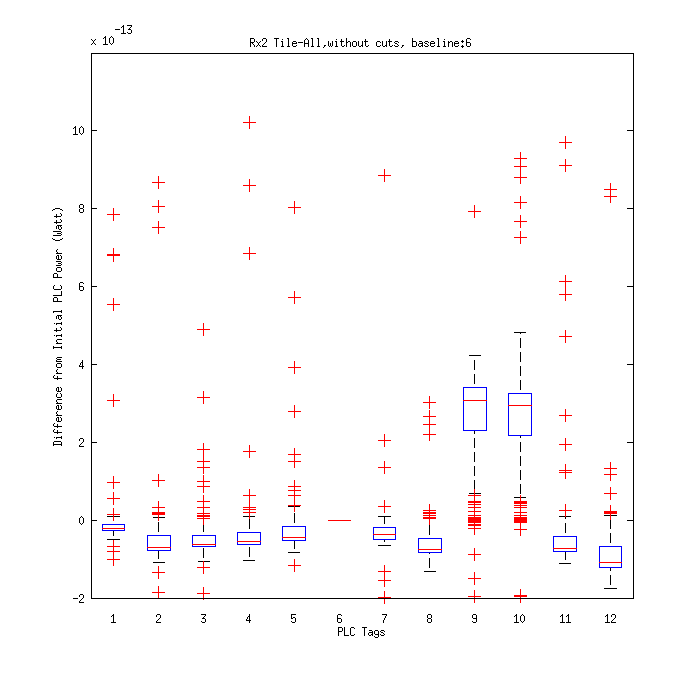 x 10^-13
Rx2 Tile-All,without cuts, baseline:6
Difference from Initial PLC Power (Watt)
10
8
6
4
2
0
-2
1 2 3 4 5 6 7 8 9 10 11 12
PLC Tags